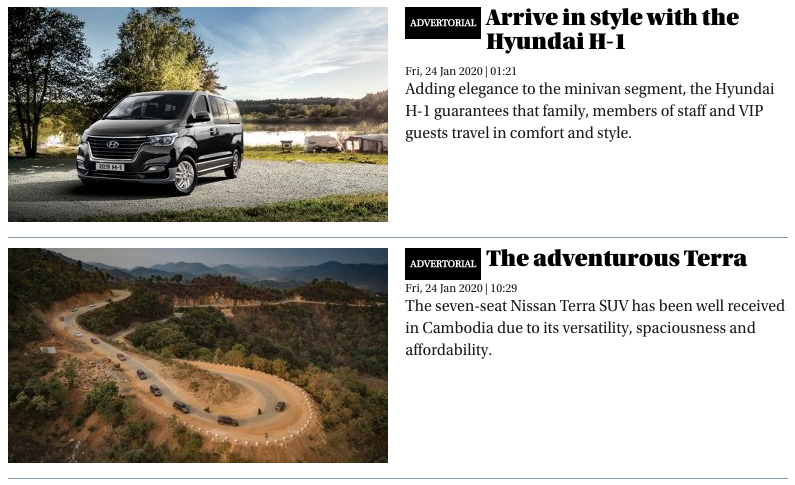 ADVERTORIAL Arrive in style with the
Hyundai H-1
Fri, 24 Jan 2020 | 01:21
Adding elegance to the minivan segment, the Hyundai
H-1 guarantees that family, members of staff and VIP
guests travel in comfort and style.
2019 H-1
ADVERTORIAL The adventurous Terra
Fri, 24 Jan 2020 | 10:29
The seven-seat Nissan Terra SUV has been well received
in Cambodia due to its versatility, spaciousness and
affordability.